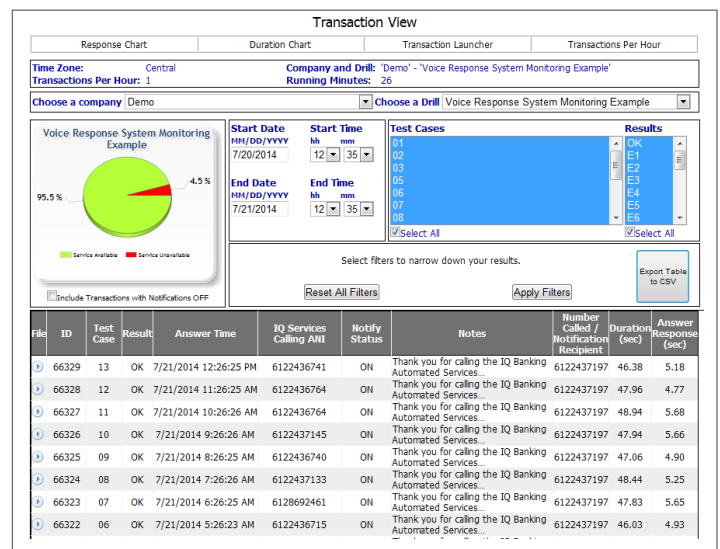 Transaction View
Response Chart
Duration Chart
Transaction Launcher
Transactions Per Hour
Time Zone: Central
Company and Drill: 'Demo' - 'Voice Response System Monitoring Example'
Transactions Per Hour: 1
Running Minutes: 26
Choose a company Demo
Choose a Drill Voice Response System Monitoring Example
Voice Response System Monitoring
Example
95.5 %
4.5 %
Service Available
Service Unavailable
Include Transactions with Notifications OFF
Start Date
Start Time
MM/DD/YYYY hh mm
7/20/2014 12 35
End Date
End Time
MM/DD/YYYY hh mm
7/21/2014 12 35
Test Cases
01
02
03
05
06
07
08
Select All
Results
OK
E1
E2
E3
E4
E5
E6
Select All
Select filters to narrow down your results.
Reset All Filters
Apply Filters
Export Table
to CSV
File ID Test Case Result Answer Time IQ Services Calling ANI Notify Status Notes Number Called / Notification Recipient Duration (sec) Answer Response (sec)
66329 13 OK 7/21/2014 12:26:25 PM 6122436741 ON Thank you for calling the IQ Banking Automated Services... 6122437197 46.38 5.18
66328 12 OK 7/21/2014 11:26:25 AM 6122436764 ON Thank you for calling the IQ Banking Automated Services... 6122437197 47.96 4.77
66327 11 OK 7/21/2014 10:26:26 AM 6122436764 ON Thank you for calling the IQ Banking Automated Services... 6122437197 48.94 5.68
66326 10 OK 7/21/2014 9:26:26 AM 6122437145 ON Thank you for calling the IQ Banking Automated Services... 6122437197 47.94 5.66
66325 09 OK 7/21/2014 8:26:25 AM 6122436740 ON Thank you for calling the IQ Banking Automated Services... 6122437197 47.06 4.90
66324 08 OK 7/21/2014 7:26:26 AM 6122437133 ON Thank you for calling the IQ Banking Automated Services... 6122437197 48.44 5.25
66323 07 OK 7/21/2014 6:26:25 AM 6128692461 ON Thank you for calling the IQ Banking Automated Services... 6122437197 47.83 5.65
66322 06 OK 7/21/2014 5:26:23 AM 6122436715 ON Thank you for calling the IQ Banking Automated Services... 6122437197 46.03 4.93